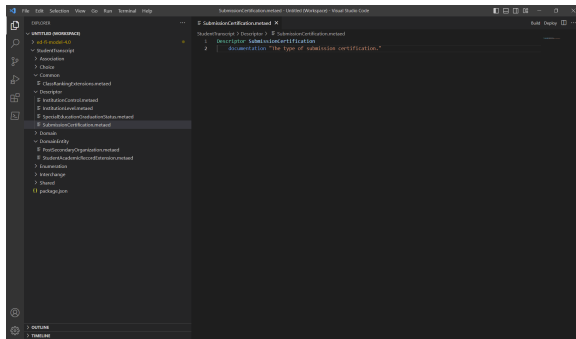 File Edit Selection View Go Run Terminal Help
SubmissionCertification.metaed - Untitled (Workspace) - Visual Studio Code
EXPLORER
UNTITLED (WORKSPACE)
ed-fi-model-4.0
StudentTranscript
Association
Choice
Common
ClassRankingExtensions.metaed
Descriptor
InstitutionControl.metaed
InstitutionLevel.metaed
SpecialEducationGraduationStatus.metaed
SubmissionCertification.metaed
Domain
DomainEntity
PostSecondaryOrganization.metaed
StudentAcademicRecordExtension.metaed
Enumeration
Interchange
Shared
package.json
OUTLINE
TIMELINE
SubmissionCertification.metaed
Build Deploy
StudentTranscript > Descriptor > SubmissionCertification.metaed
1 Descriptor SubmissionCertification
2 documentation "The type of submission certification."